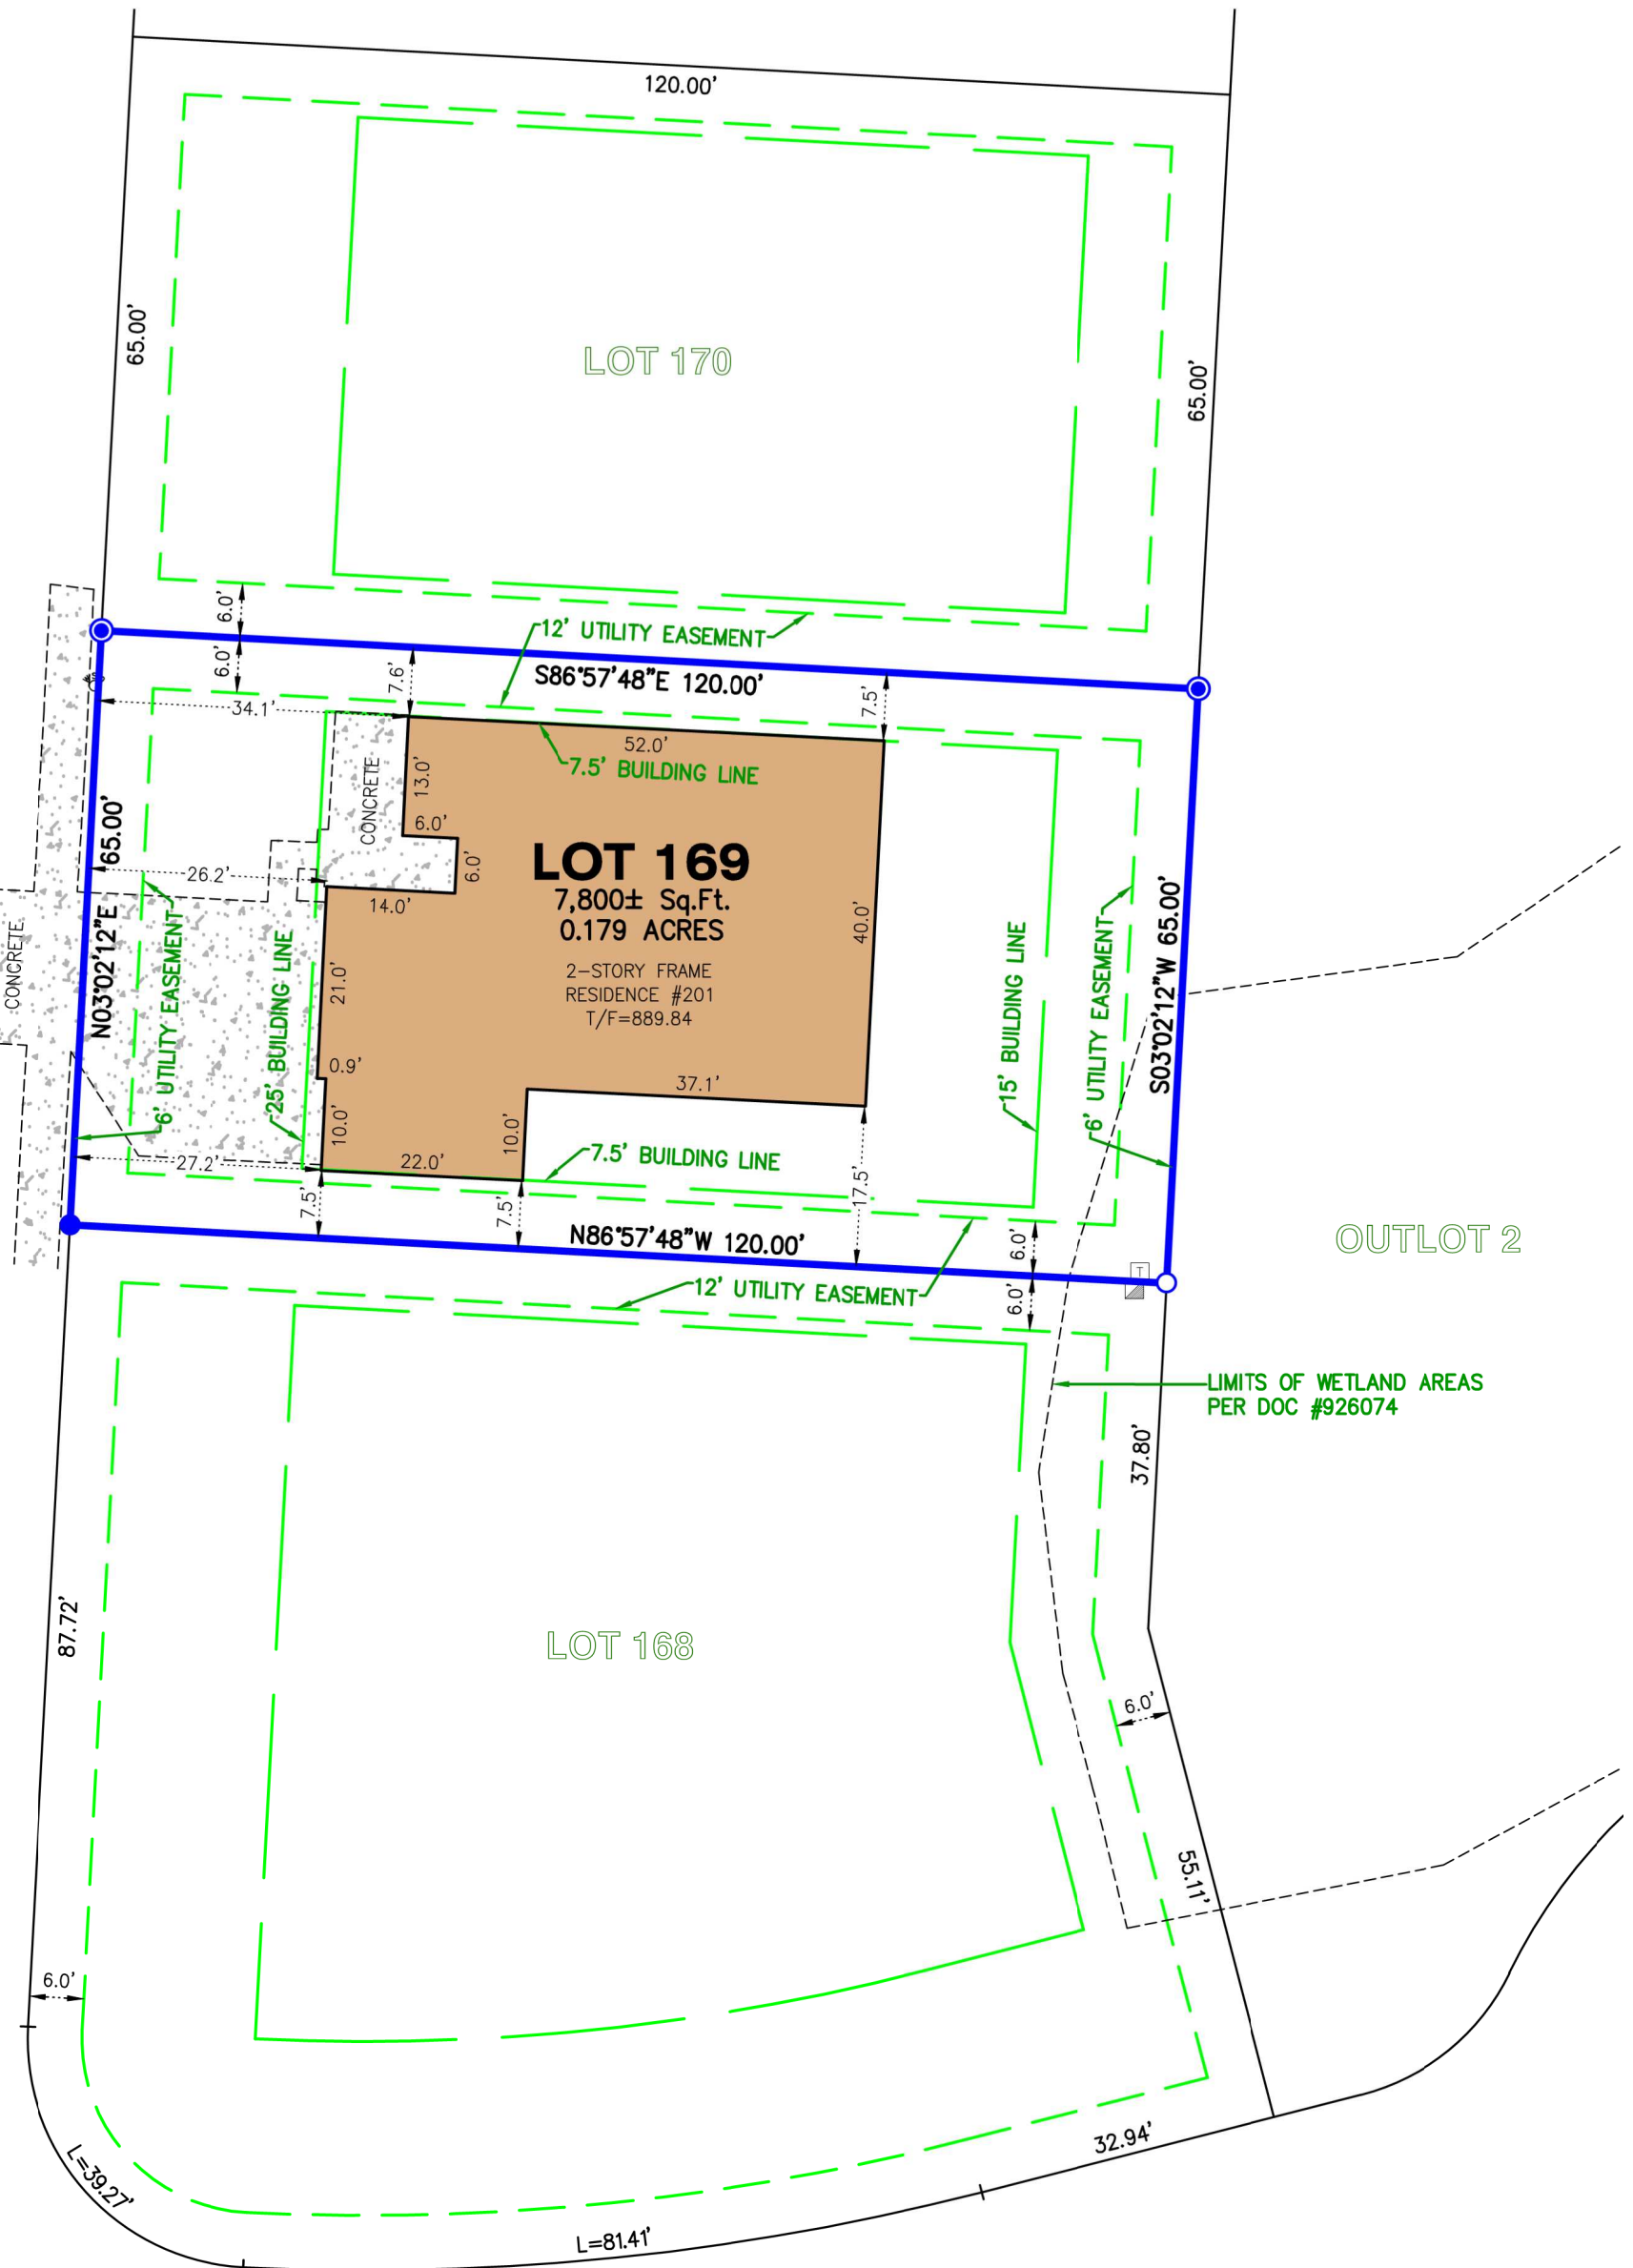 120.00'
65.00'
LOT 170
65.00'
6.0'
12' UTILITY EASEMENT
6.0'
7.6'
S86°57'48"E 120.00'
7.5'
34.1'
52.0'
7.5' BUILDING LINE
13.0'
CONCRETE
6.0'
6.0'
LOT 169
7,800± Sq.Ft.
0.179 ACRES
2-STORY FRAME
RESIDENCE #201
T/F=889.84
26.2'
14.0'
40.0'
N03°02'12"E 65.00'
CONCRETE
6' UTILITY EASEMENT
25' BUILDING LINE
21.0'
15' BUILDING LINE
6' UTILITY EASEMENT
S03°02'12"W 65.00'
0.9'
37.1'
10.0'
10.0'
27.2'
22.0'
7.5' BUILDING LINE
7.5'
7.5'
17.5'
N86°57'48"W 120.00'
6.0'
OUTLOT 2
T
12' UTILITY EASEMENT
6.0'
LIMITS OF WETLAND AREAS
PER DOC #926074
37.80'
87.72'
LOT 168
6.0'
55.11'
6.0'
32.94'
L=39.27'
L=81.41'